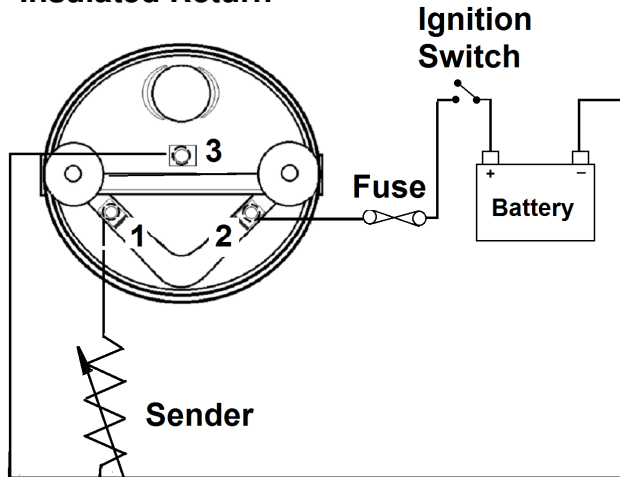 Insulated Return
Ignition
Switch
3
Fuse
+
−
Battery
1
2
Sender